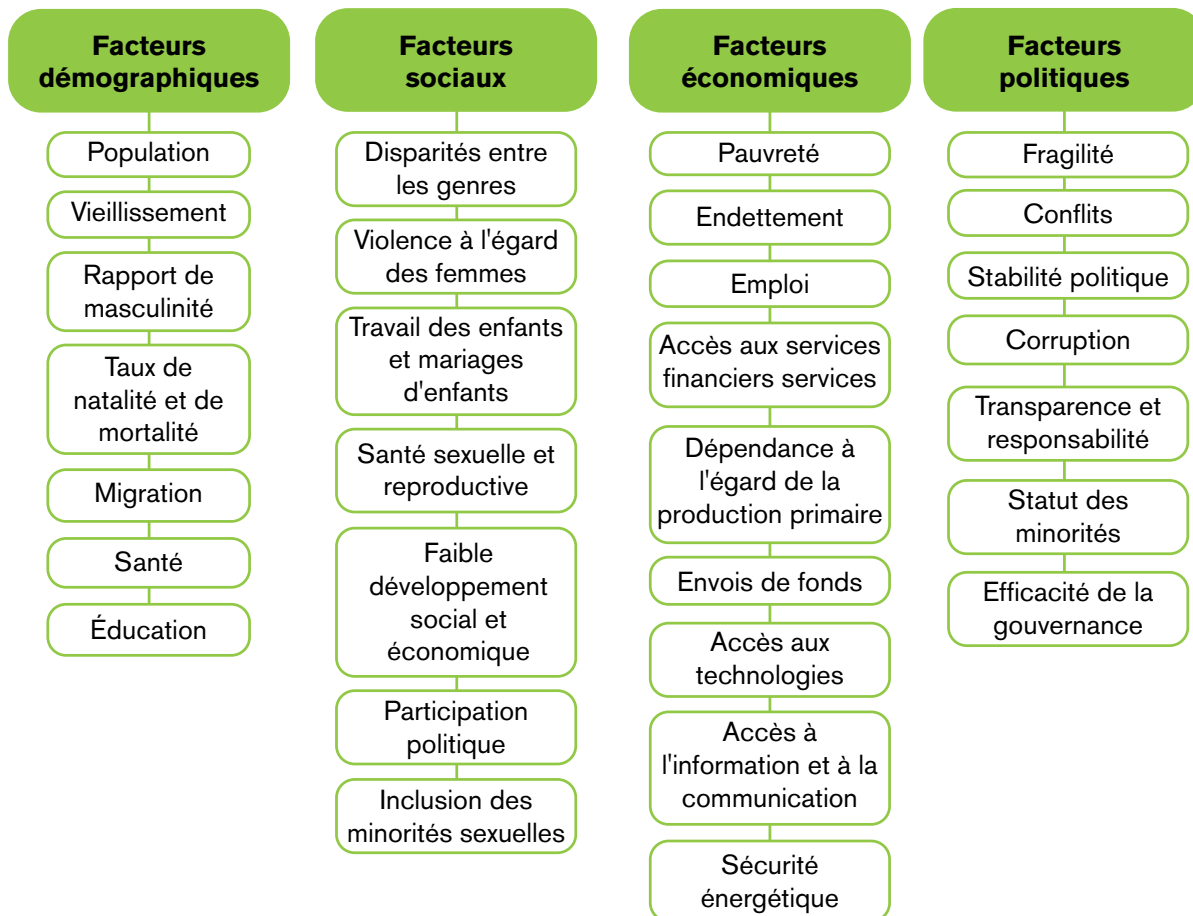 Facteurs
démographiques
Population
Vieillissement
Rapport de
masculinité
Taux de
natalité et de
mortalité
Migration
Santé
Éducation
Facteurs
sociaux
Disparités entre
les genres
Violence à l'égard
des femmes
Travail des enfants
et mariages
d'enfants
Santé sexuelle et
reproductive
Faible
développement
social et
économique
Participation
politique
Inclusion des
minorités sexuelles
Facteurs
économiques
Pauvreté
Endettement
Emploi
Accès aux services
financiers services
Dépendance à
l'égard de la
production primaire
Envois de fonds
Accès aux
technologies
Accès à
l'information et à la
communication
Sécurité
énergétique
Facteurs
politiques
Fragilité
Conflits
Stabilité politique
Corruption
Transparence et
responsabilité
Statut des
minorités
Efficacité de la
gouvernance